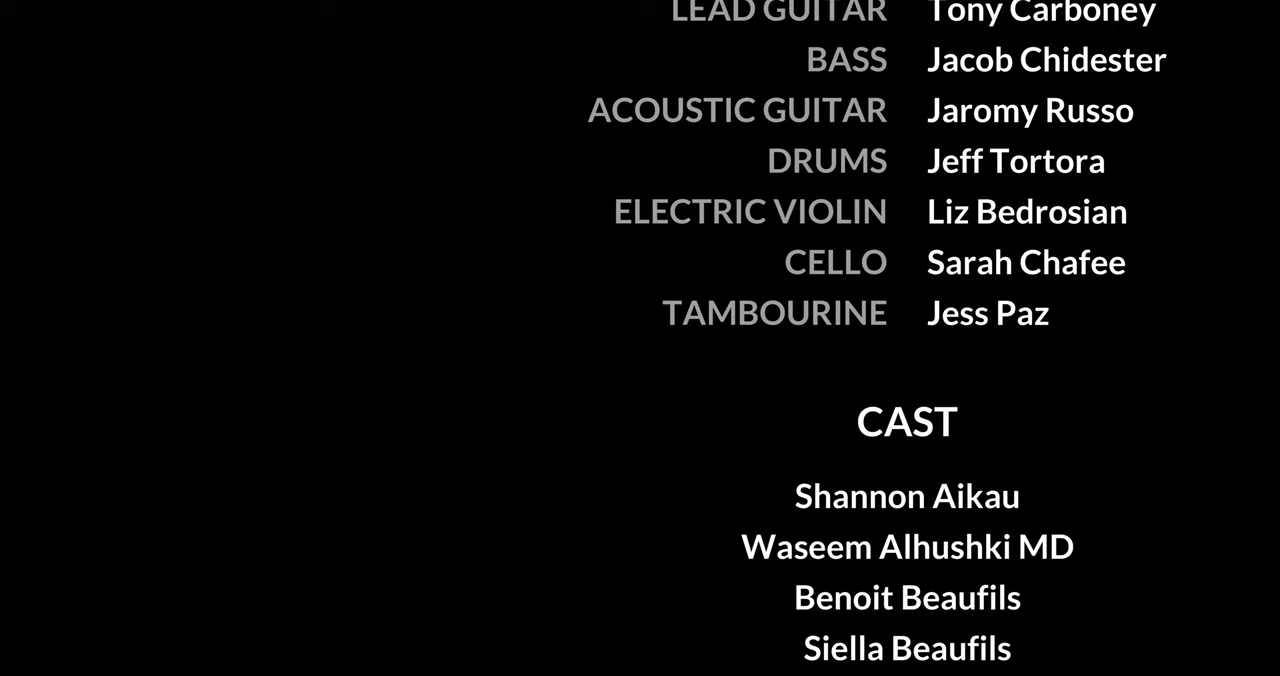 LEAD GUITAR Tony Carboney
BASS Jacob Chidester
ACOUSTIC GUITAR Jaromy Russo
DRUMS Jeff Tortora
ELECTRIC VIOLIN Liz Bedrosian
CELLO Sarah Chafee
TAMBOURINE Jess Paz
CAST
Shannon Aikau
Waseem Alhushki MD
Benoit Beaufils
Siella Beaufils